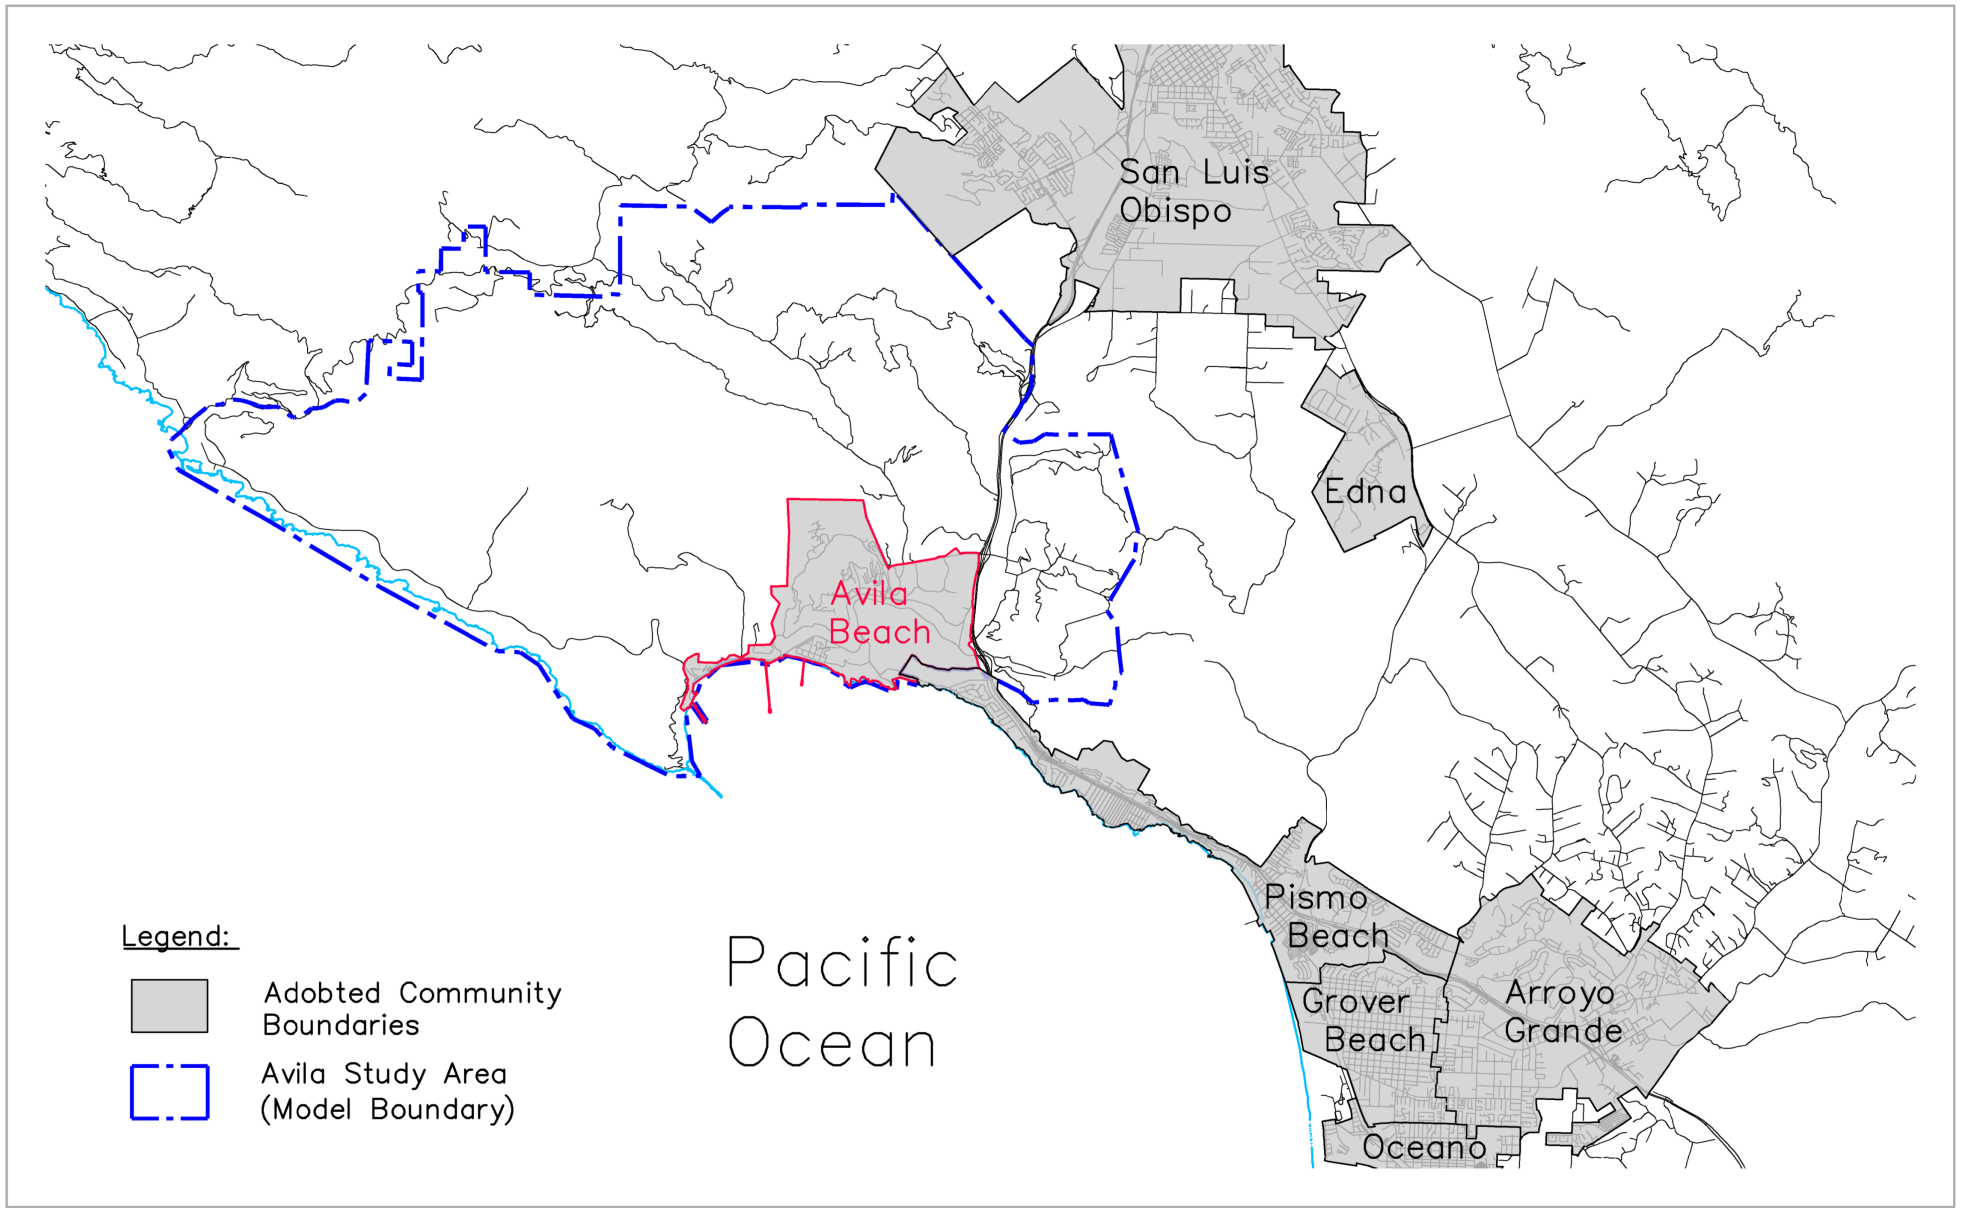 San Luis
Obispo
Edna
Avila
Beach
Pismo
Beach
Grover
Beach
Arroyo
Grande
Oceano
Pacific
Ocean
Legend:
Adobted Community
Boundaries
Avila Study Area
(Model Boundary)